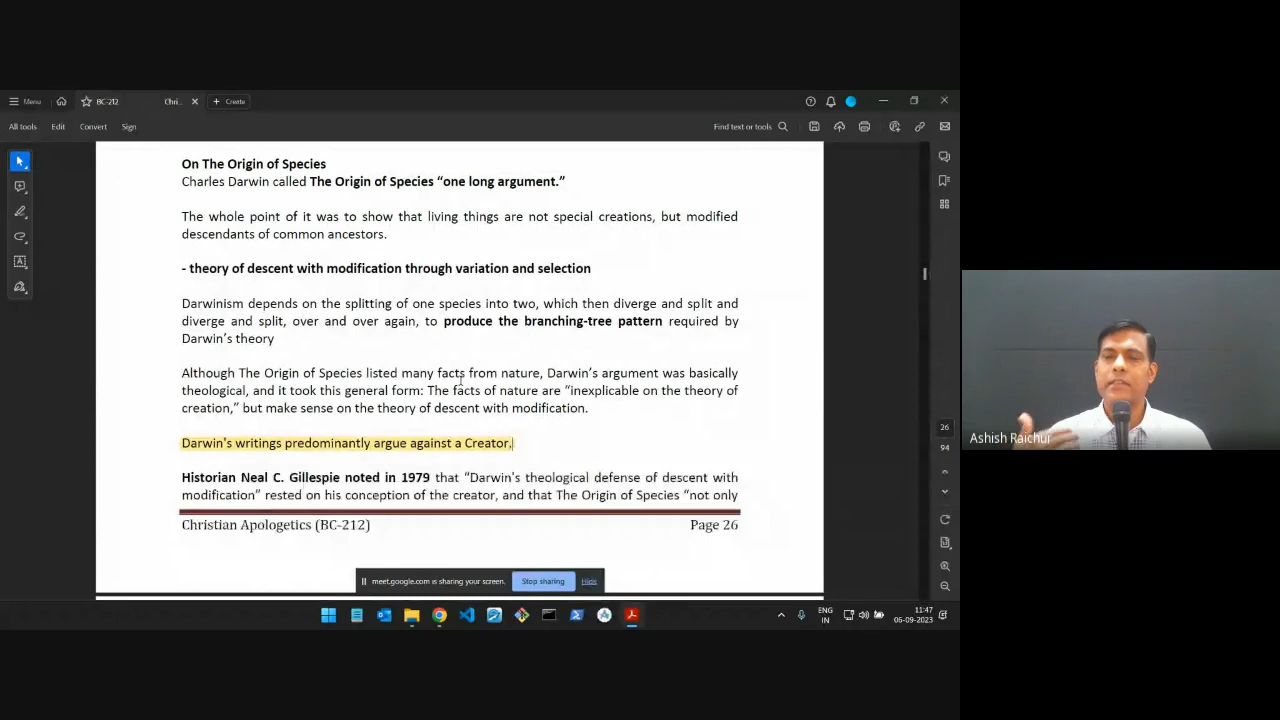 Menu
BC-212
Chri...
Create
All tools
Edit
Convert
Sign
Find text or tools
On The Origin of Species
Charles Darwin called The Origin of Species “one long argument.”
The whole point of it was to show that living things are not special creations, but modified
descendants of common ancestors.
- theory of descent with modification through variation and selection
Darwinism depends on the splitting of one species into two, which then diverge and split and
diverge and split, over and over again, to produce the branching-tree pattern required by
Darwin’s theory
Although The Origin of Species listed many facts from nature, Darwin’s argument was basically
theological, and it took this general form: The facts of nature are “inexplicable on the theory of
creation,” but make sense on the theory of descent with modification.
Darwin's writings predominantly argue against a Creator.
Historian Neal C. Gillespie noted in 1979 that “Darwin's theological defense of descent with
modification” rested on his conception of the creator, and that The Origin of Species “not only
Christian Apologetics (BC-212)
Page 26
26
94
Ashish Raichur
meet.google.com is sharing your screen.
Stop sharing
Hide
ENG
IN
11:47
06-09-2023